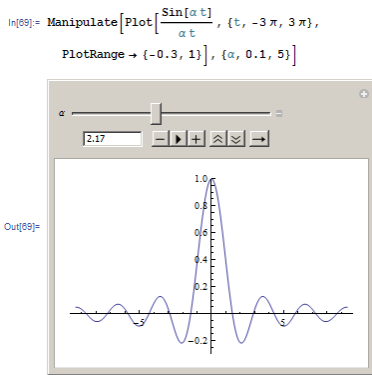 In[69]:= Manipulate[Plot[Sin[α t]/(α t), {t, -3 π, 3 π},
PlotRange → {-0.3, 1}], {α, 0.1, 5}]
α
2.17
Out[69]=
1.0
0.8
0.6
0.4
0.2
-5 5
-0.2